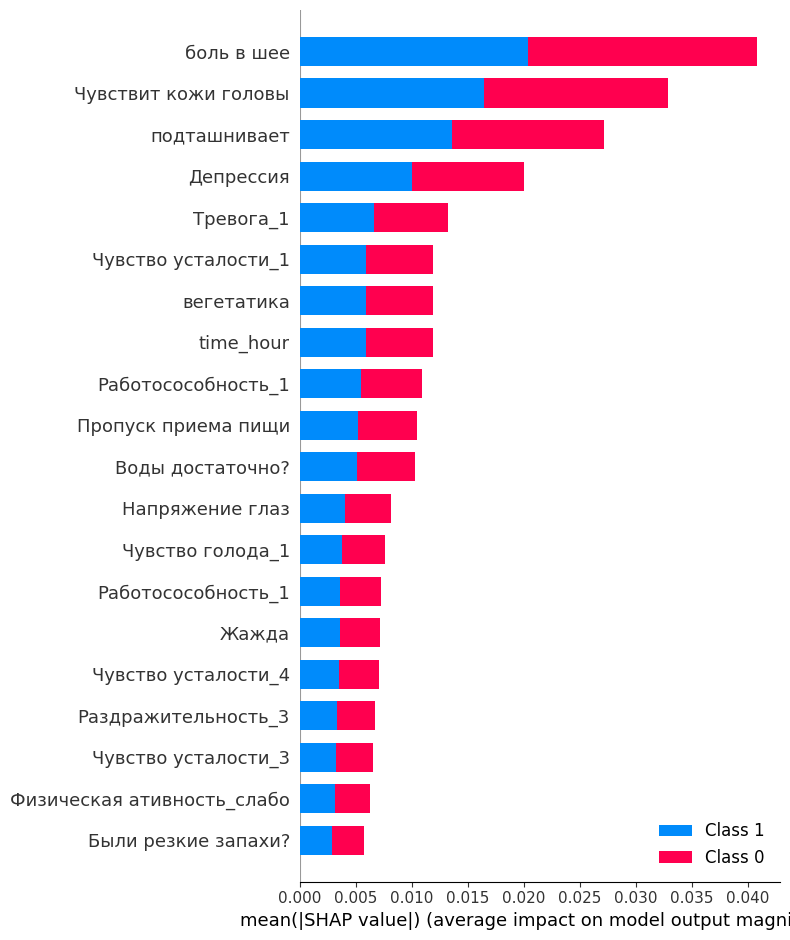 боль в шее
Чувствит кожи головы
подташнивает
Депрессия
Тревога_1
Чувство усталости_1
вегетатика
time_hour
Работосособность_1
Пропуск приема пищи
Воды достаточно?
Напряжение глаз
Чувство голода_1
Работосособность_1
Жажда
Чувство усталости_4
Раздражительность_3
Чувство усталости_3
Физическая ативность_слабо
Были резкие запахи?
Class 1
Class 0
0.000 0.005 0.010 0.015 0.020 0.025 0.030 0.035 0.040
mean(|SHAP value|) (average impact on model output magni